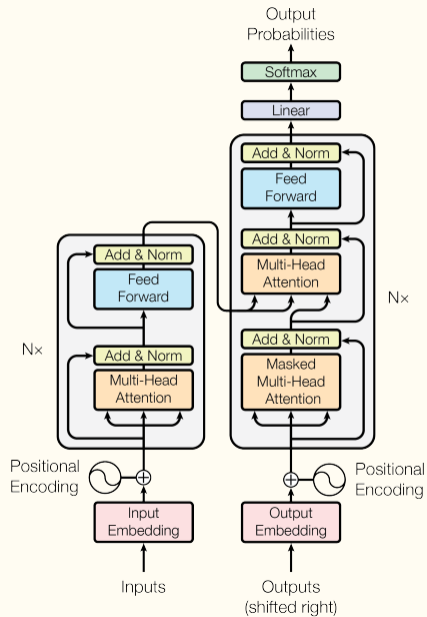 Output
Probabilities
Softmax
Linear
Add & Norm
Feed
Forward
Add & Norm
Multi-Head
Attention
N×
Add & Norm
Masked
Multi-Head
Attention
Add & Norm
Feed
Forward
N×
Add & Norm
Multi-Head
Attention
Positional
Encoding
Positional
Encoding
Input
Embedding
Output
Embedding
Inputs
Outputs
(shifted right)